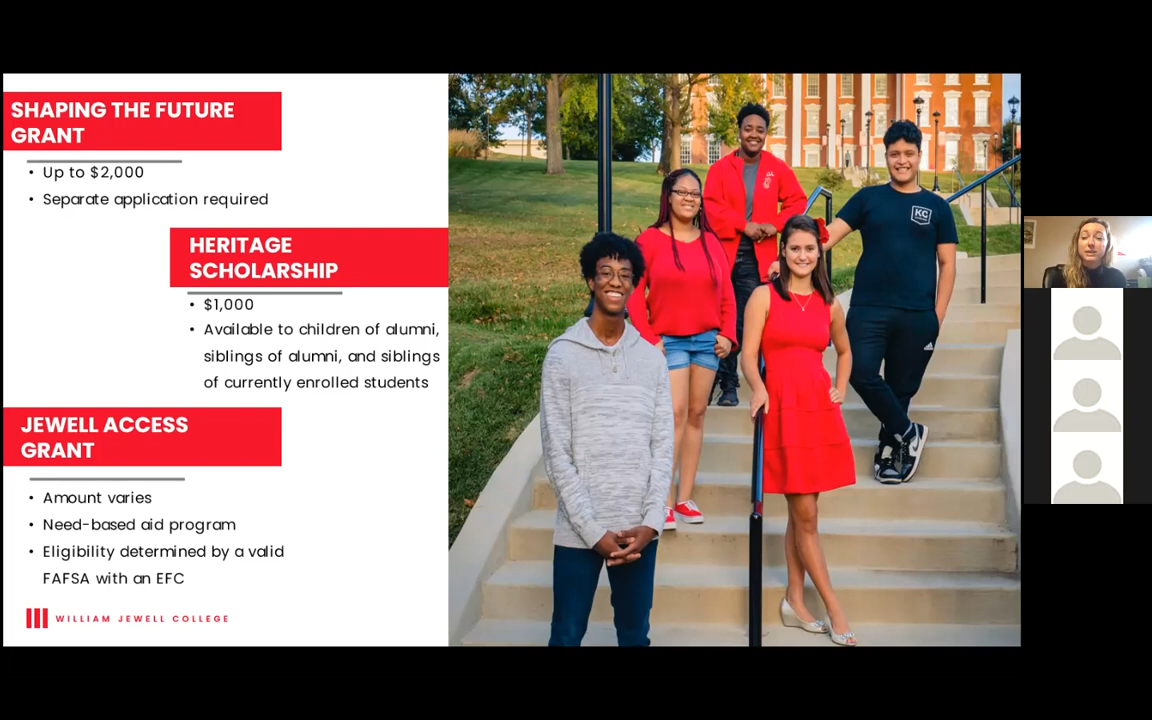 SHAPING THE FUTURE
GRANT
• Up to $2,000
• Separate application required
HERITAGE
SCHOLARSHIP
• $1,000
• Available to children of alumni,
siblings of alumni, and siblings
of currently enrolled students
JEWELL ACCESS
GRANT
• Amount varies
• Need-based aid program
• Eligibility determined by a valid
FAFSA with an EFC
WILLIAM JEWELL COLLEGE
KC